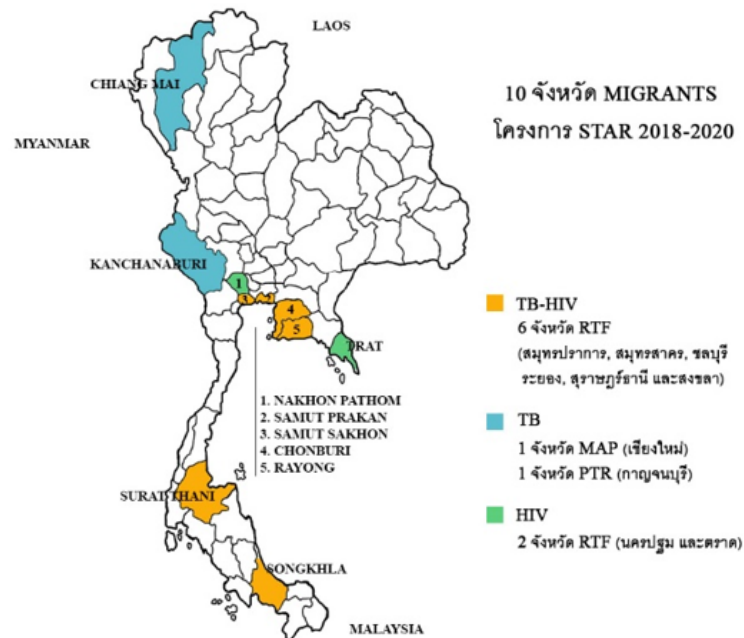 LAOS
CHIANG MAI
MYANMAR
KANCHANABURI
1
3
2
4
5
TRAT
1. NAKHON PATHOM
2. SAMUT PRAKAN
3. SAMUT SAKHON
4. CHONBURI
5. RAYONG
SURAT THANI
SONGKHLA
MALAYSIA
10 จังหวัด MIGRANTS
โครงการ STAR 2018-2020
TB-HIV
6 จังหวัด RTF
(สมุทรปราการ, สมุทรสาคร, ชลบุรี
ระยอง, สุราษฎร์ธานี และสงขลา)
TB
1 จังหวัด MAP (เชียงใหม่)
1 จังหวัด PTR (กาญจนบุรี)
HIV
2 จังหวัด RTF (นครปฐม และตราด)